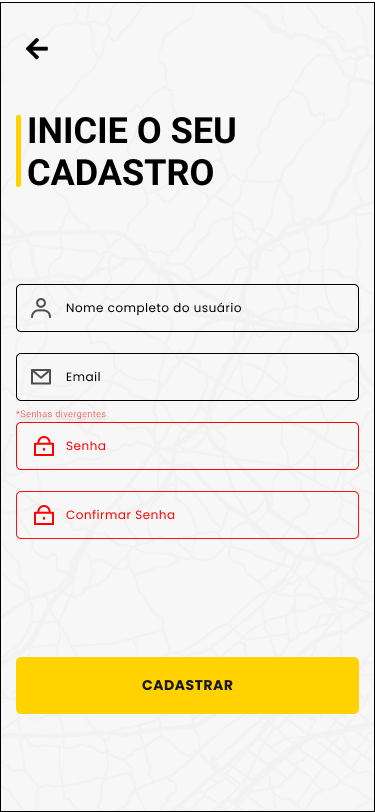 INICIE O SEU
CADASTRO
Nome completo do usuário
Email
*Senhas divergentes
Senha
Confirmar Senha
CADASTRAR